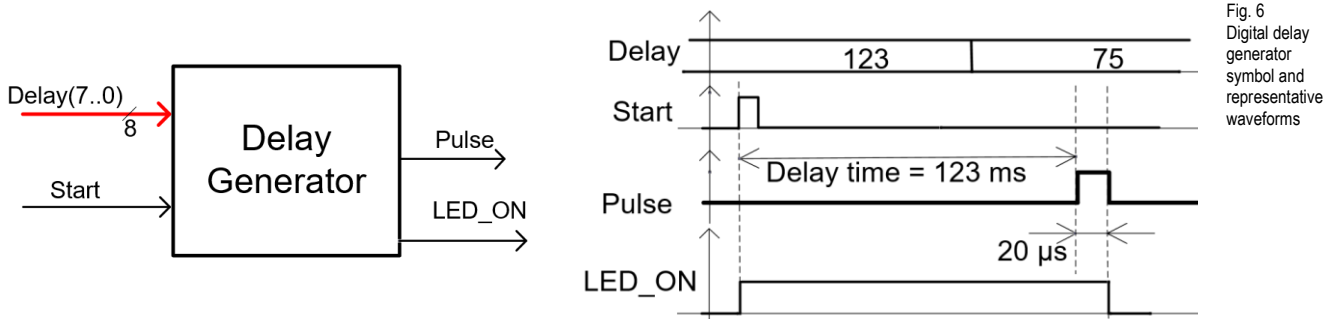 Delay(7..0)
8
Start
Delay
Generator
Pulse
LED_ON
Delay
123
75
Start
Delay time = 123 ms
Pulse
20 µs
LED_ON
Fig. 6
Digital delay
generator
symbol and
representative
waveforms